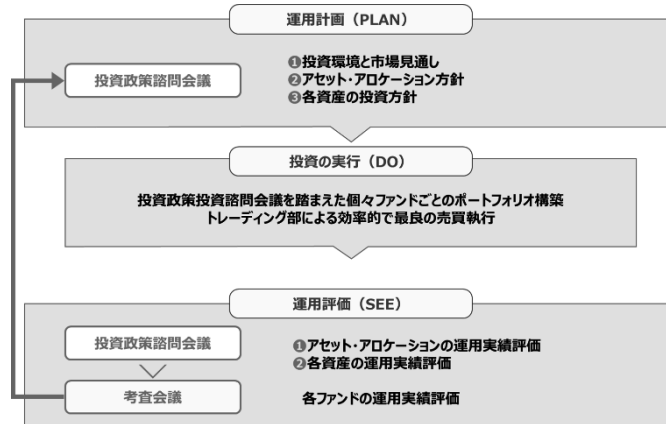 運用計画（PLAN）
投資政策諮問会議
❶投資環境と市場見通し
❷アセット・アロケーション方針
❸各資産の投資方針
投資の実行（DO）
投資政策投資諮問会議を踏まえた個々ファンドごとのポートフォリオ構築
トレーディング部による効率的で最良の売買執行
運用評価（SEE）
投資政策諮問会議
❶アセット・アロケーションの運用実績評価
❷各資産の運用実績評価
考査会議
各ファンドの運用実績評価